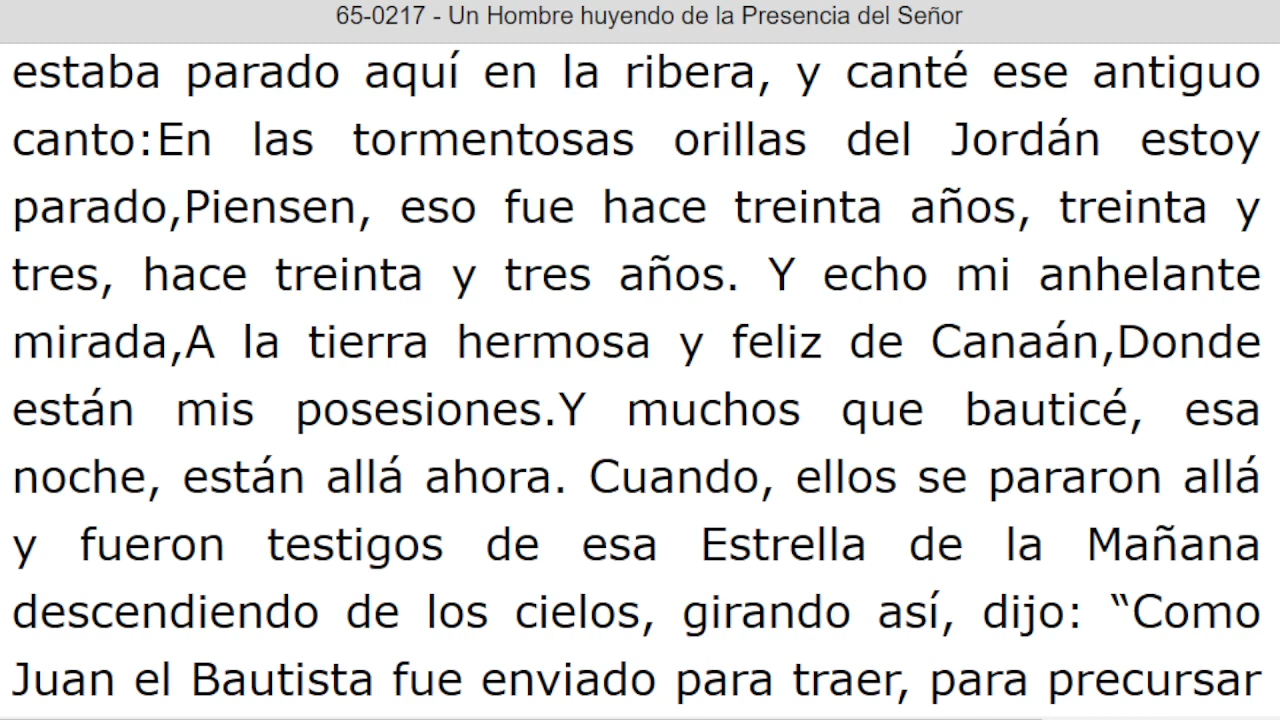 65-0217 - Un Hombre huyendo de la Presencia del Señor
estaba parado aquí en la ribera, y canté ese antiguo
canto:En las tormentosas orillas del Jordán estoy
parado,Piensen, eso fue hace treinta años, treinta y
tres, hace treinta y tres años. Y echo mi anhelante
mirada,A la tierra hermosa y feliz de Canaán,Donde
están mis posesiones.Y muchos que bauticé, esa
noche, están allá ahora. Cuando, ellos se pararon allá
y fueron testigos de esa Estrella de la Mañana
descendiendo de los cielos, girando así, dijo: “Como
Juan el Bautista fue enviado para traer, para precursar